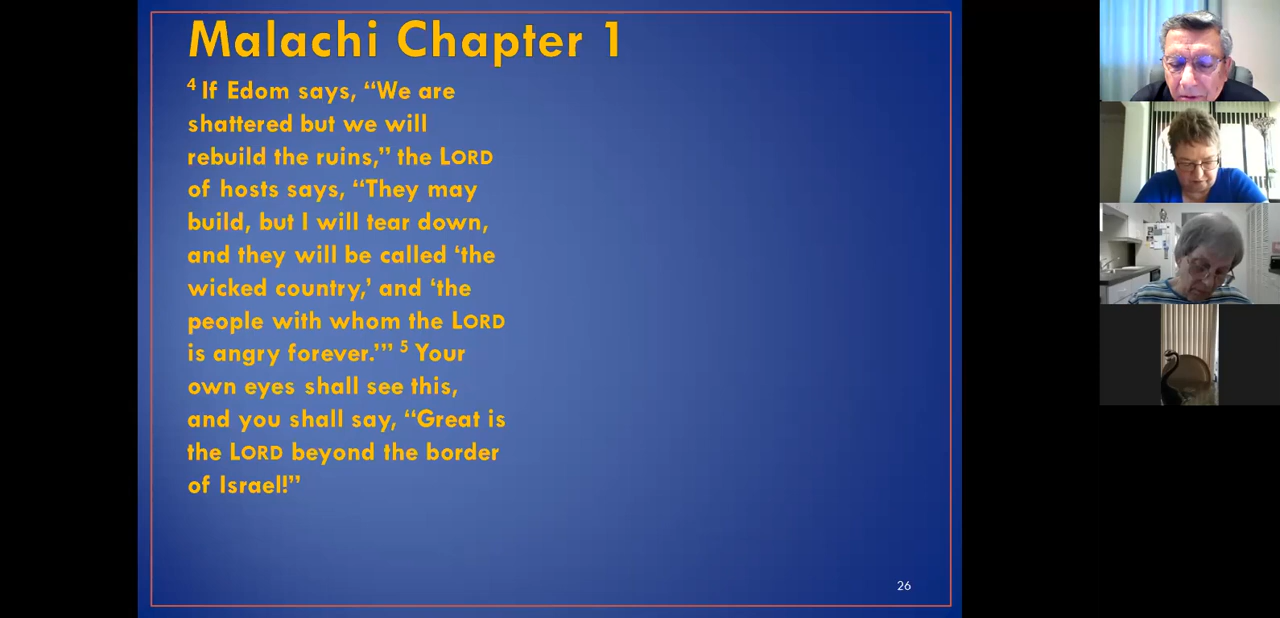 Malachi Chapter 1
⁴ If Edom says, “We are
shattered but we will
rebuild the ruins,” the LORD
of hosts says, “They may
build, but I will tear down,
and they will be called ‘the
wicked country,’ and ‘the
people with whom the LORD
is angry forever.’” ⁵ Your
own eyes shall see this,
and you shall say, “Great is
the LORD beyond the border
of Israel!”
26